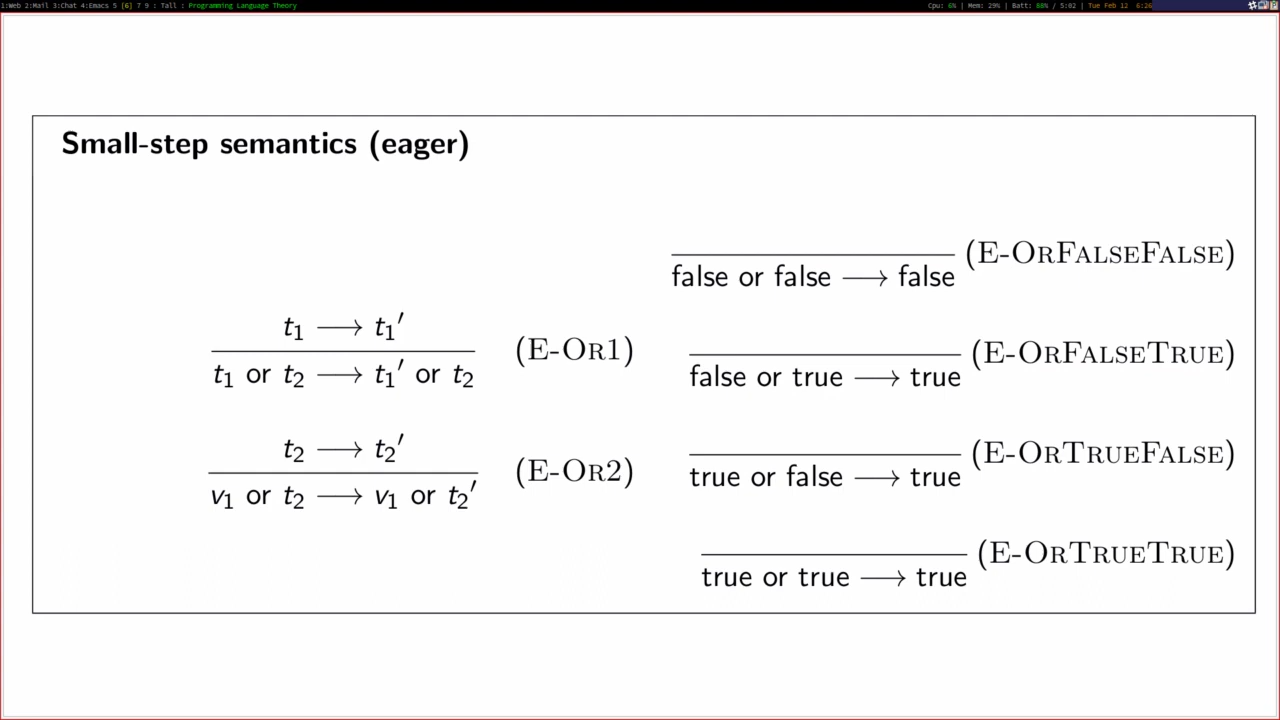 1:Web 2:Mail 3:Chat 4:Emacs 5 [6] 7 9 : Tall : Programming Language Theory
Cpu: 6% | Mem: 29% | Batt: 88% / 5:02 | Tue Feb 12 6:26
Small-step semantics (eager)
t₁ ⟶ t₁′
t₁ or t₂ ⟶ t₁′ or t₂
(E-Or1)
t₂ ⟶ t₂′
v₁ or t₂ ⟶ v₁ or t₂′
(E-Or2)
(E-OrFalseFalse)
false or false ⟶ false
(E-OrFalseTrue)
false or true ⟶ true
(E-OrTrueFalse)
true or false ⟶ true
(E-OrTrueTrue)
true or true ⟶ true